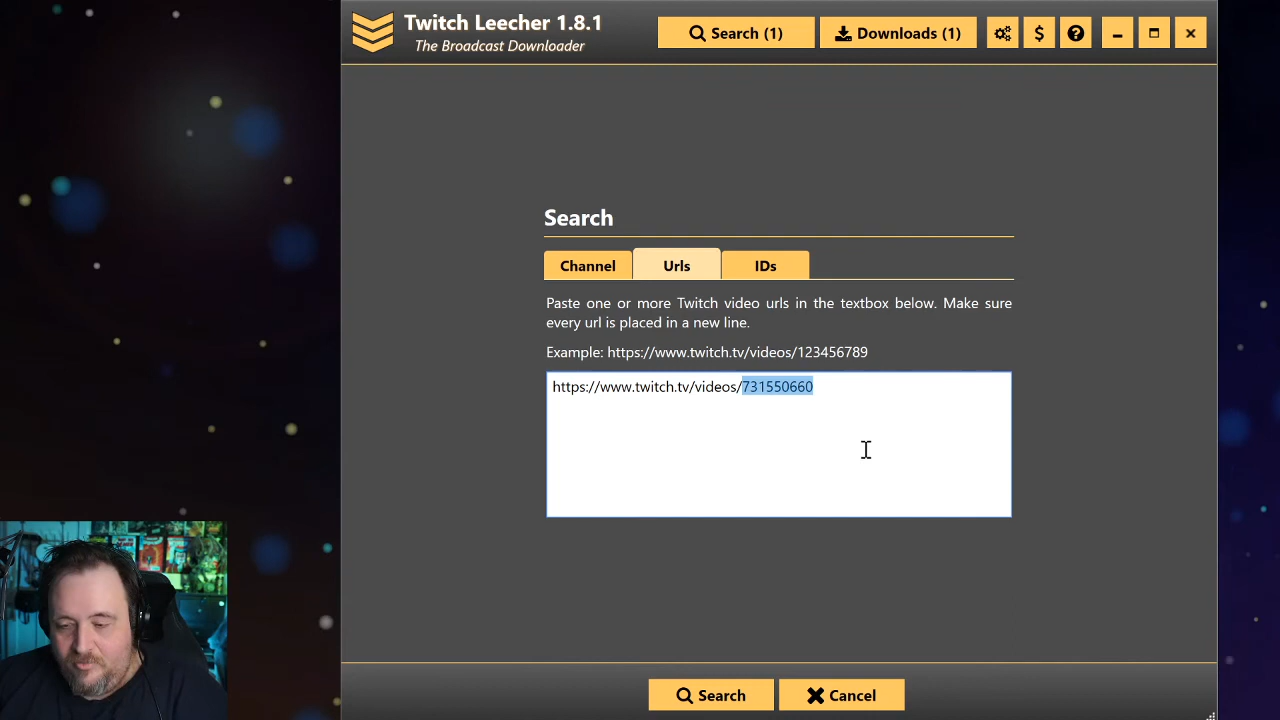 Twitch Leecher 1.8.1
The Broadcast Downloader
Search (1)
Downloads (1)
$
?
Search
Channel
Urls
IDs
Paste one or more Twitch video urls in the textbox below. Make sure
every url is placed in a new line.
Example: https://www.twitch.tv/videos/123456789
https://www.twitch.tv/videos/731550660
Search
Cancel